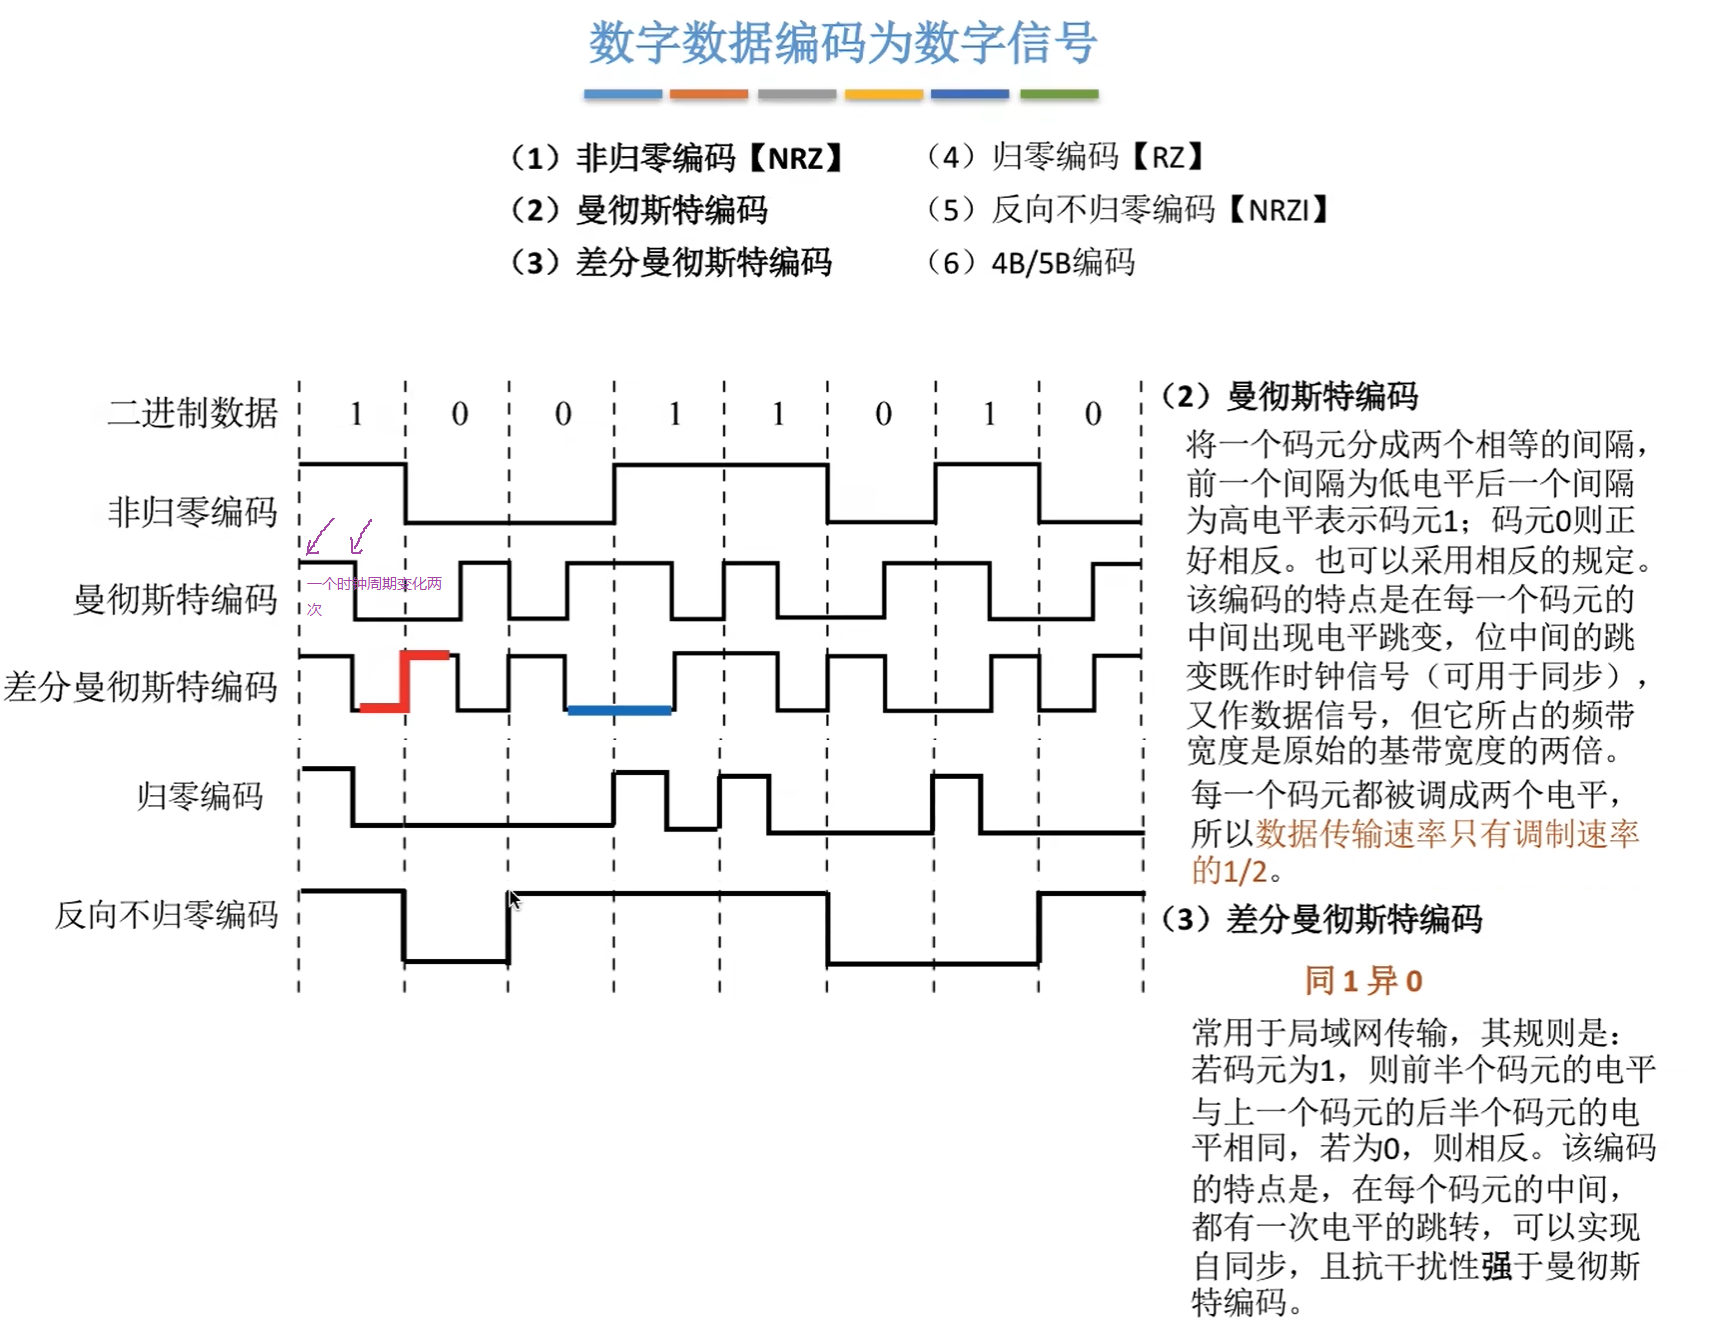 数字数据编码为数字信号
（1）非归零编码【NRZ】
（4）归零编码【RZ】
（2）曼彻斯特编码
（5）反向不归零编码【NRZI】
（3）差分曼彻斯特编码
（6）4B/5B编码
二进制数据
1 0 0 1 1 0 1 0
非归零编码
曼彻斯特编码
一个时钟周期变化两
次
差分曼彻斯特编码
归零编码
反向不归零编码
（2）曼彻斯特编码
将一个码元分成两个相等的间隔，
前一个间隔为低电平后一个间隔
为高电平表示码元1；码元0则正
好相反。也可以采用相反的规定。
该编码的特点是在每一个码元的
中间出现电平跳变，位中间的跳
变既作时钟信号（可用于同步），
又作数据信号，但它所占的频带
宽度是原始的基带宽度的两倍。
每一个码元都被调成两个电平，
所以数据传输速率只有调制速率
的1/2。
（3）差分曼彻斯特编码
同 1 异 0
常用于局域网传输，其规则是：
若码元为1，则前半个码元的电平
与上一个码元的后半个码元的电
平相同，若为0，则相反。该编码
的特点是，在每个码元的中间，
都有一次电平的跳转，可以实现
自同步，且抗干扰性强于曼彻斯
特编码。